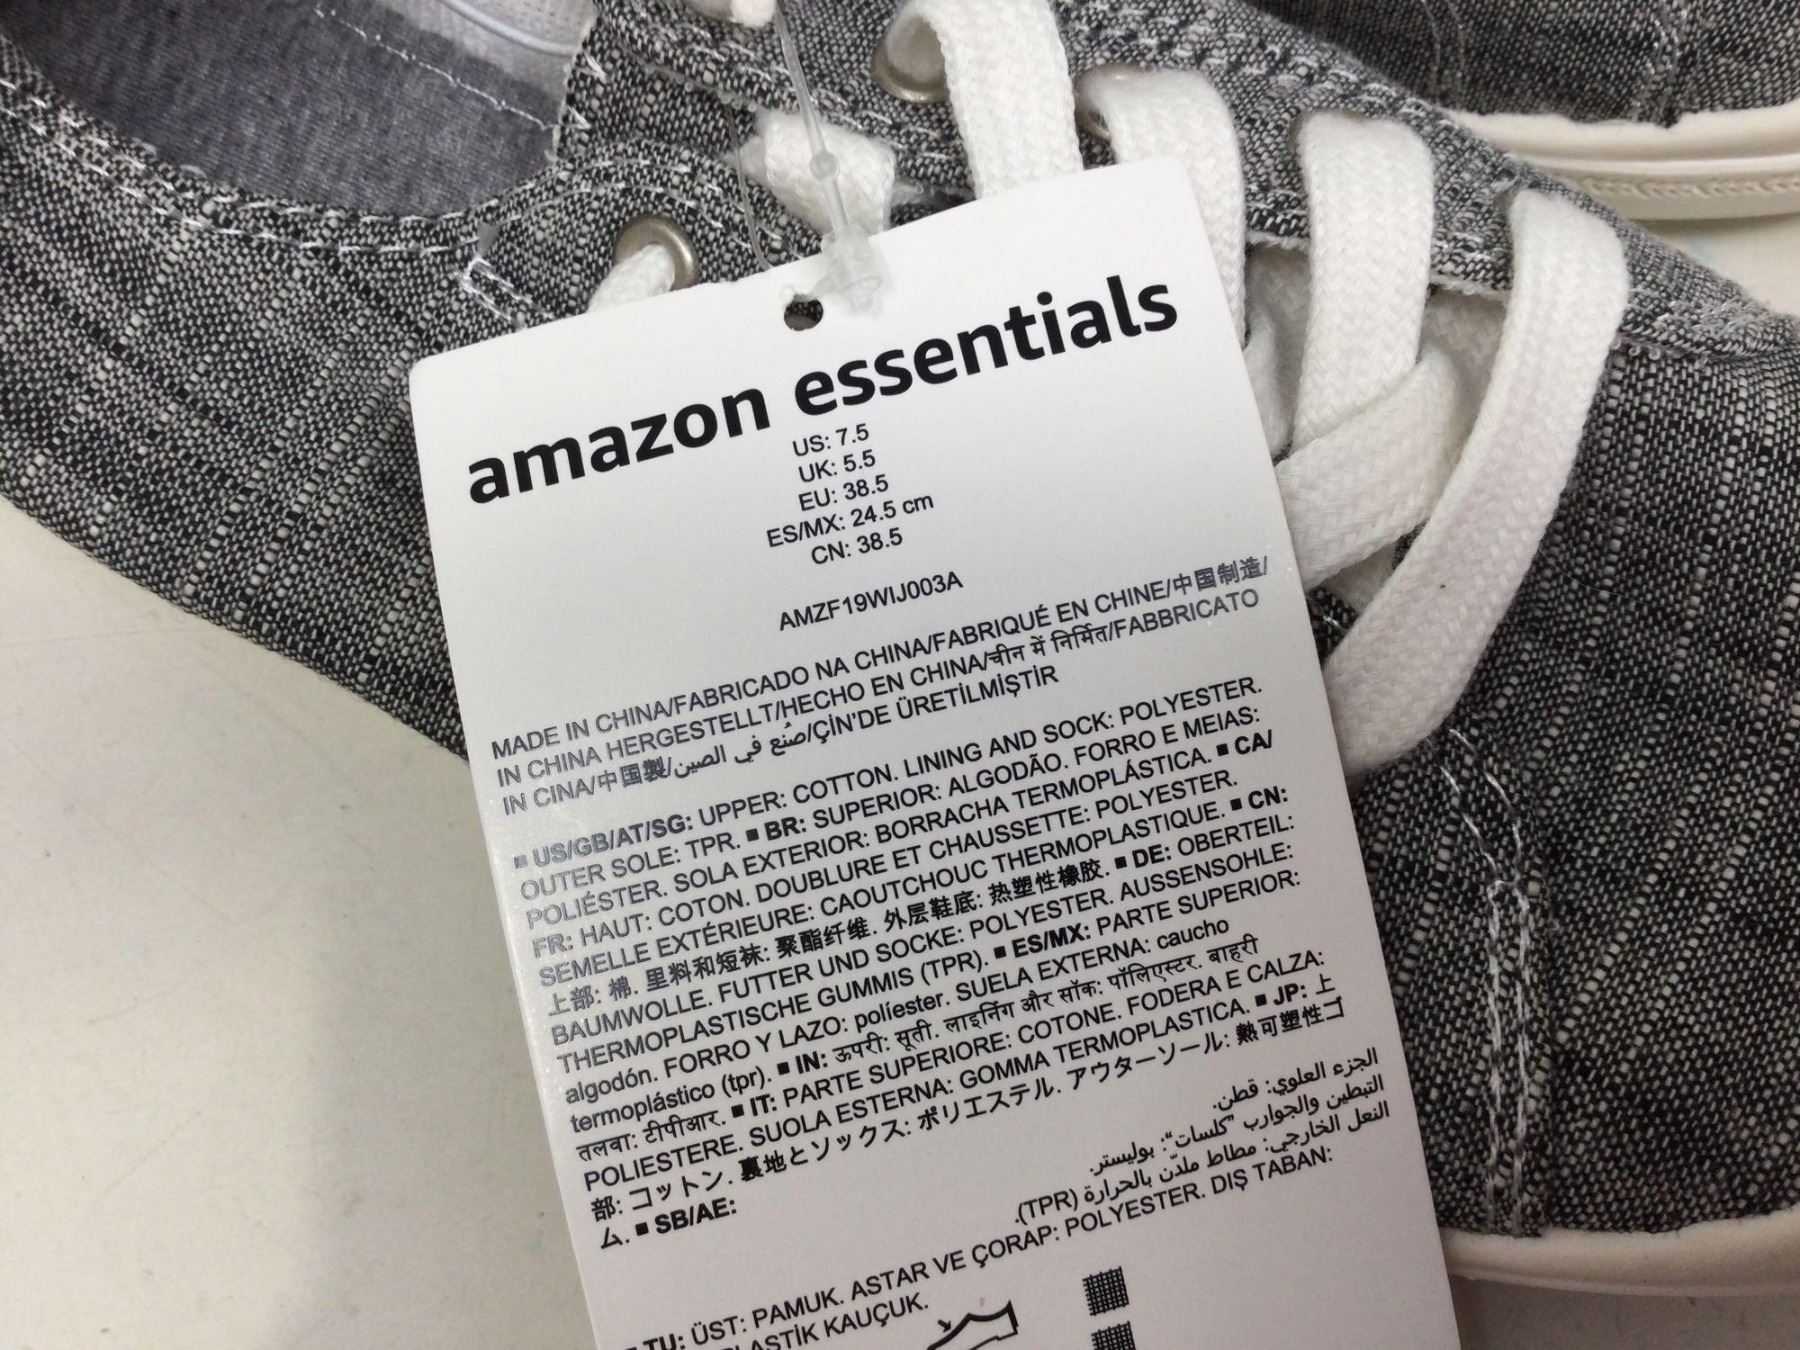 amazon essentials
US: 7.5
UK: 5.5
EU: 38.5
ES/MX: 24.5 cm
CN: 38.5
AMZF19WIJ003A
MADE IN CHINA/FABRICADO NA CHINA/FABRIQUÉ EN CHINE/中国制造/
IN CHINA HERGESTELLT/HECHO EN CHINA/चीन में निर्मित/FABBRICATO
IN CINA/中国製/صُنع في الصين/ÇİN'DE ÜRETİLMİŞTİR
■ US/GB/AT/SG: UPPER: COTTON. LINING AND SOCK: POLYESTER.
OUTER SOLE: TPR. ■ BR: SUPERIOR: ALGODÃO. FORRO E MEIAS:
POLIÉSTER. SOLA EXTERIOR: BORRACHA TERMOPLÁSTICA. ■ CA/
FR: HAUT: COTON. DOUBLURE ET CHAUSSETTE: POLYESTER.
SEMELLE EXTÉRIEURE: CAOUTCHOUC THERMOPLASTIQUE. ■ CN:
上部: 棉. 里料和短袜: 聚酯纤维. 外层鞋底: 热塑性橡胶. ■ DE: OBERTEIL:
BAUMWOLLE. FUTTER UND SOCKE: POLYESTER. AUSSENSOHLE:
THERMOPLASTISCHE GUMMIS (TPR). ■ ES/MX: PARTE SUPERIOR:
algodón. FORRO Y LAZO: políester. SUELA EXTERNA: caucho
termoplástico (tpr). ■ IN: ऊपरी: सूती. लाइनिंग और सॉक: पॉलिएस्टर. बाहरी
तलवा: टीपीआर. ■ IT: PARTE SUPERIORE: COTONE. FODERA E CALZA:
POLIESTERE. SUOLA ESTERNA: GOMMA TERMOPLASTICA. ■ JP: 上
部: コットン. 裏地とソックス: ポリエステル. アウターソール: 熱可塑性ゴ
ム. ■ SB/AE:
الجزء العلوي: قطن.
التبطين والجوارب "كلسات": بوليستر.
النعل الخارجي: مطاط ملدّن بالحرارة (TPR).
TU: ÜST: PAMUK. ASTAR VE ÇORAP: POLYESTER. DIŞ TABAN:
PLASTİK KAUÇUK.